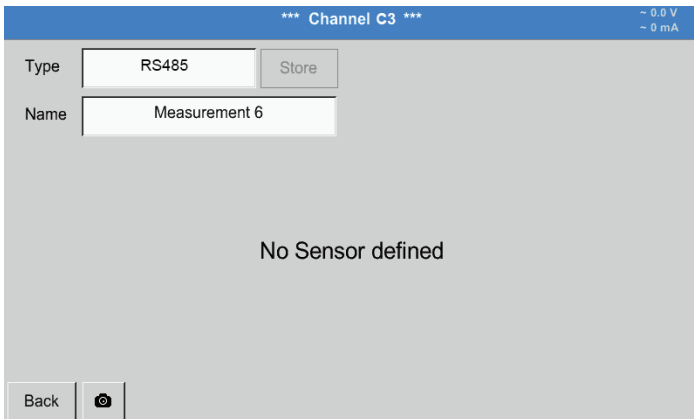 *** Channel C3 ***
~ 0.0 V
~ 0 mA
Type RS485 Store
Name Measurement 6
No Sensor defined
Back